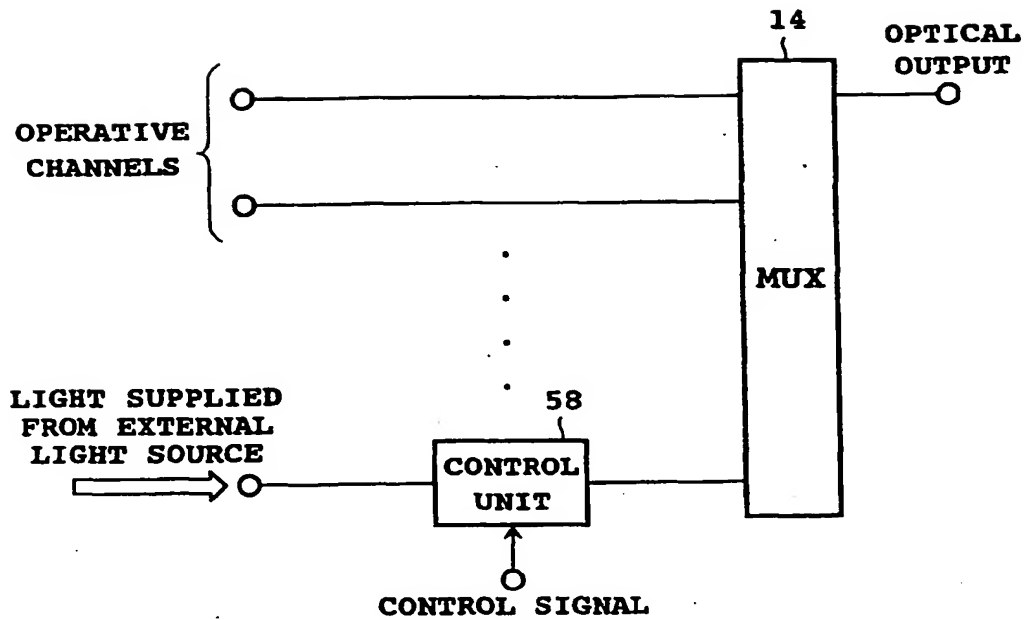 14
OPTICAL
OUTPUT
OPERATIVE
CHANNELS
MUX
LIGHT SUPPLIED
FROM EXTERNAL
LIGHT SOURCE
58
CONTROL
UNIT
CONTROL SIGNAL